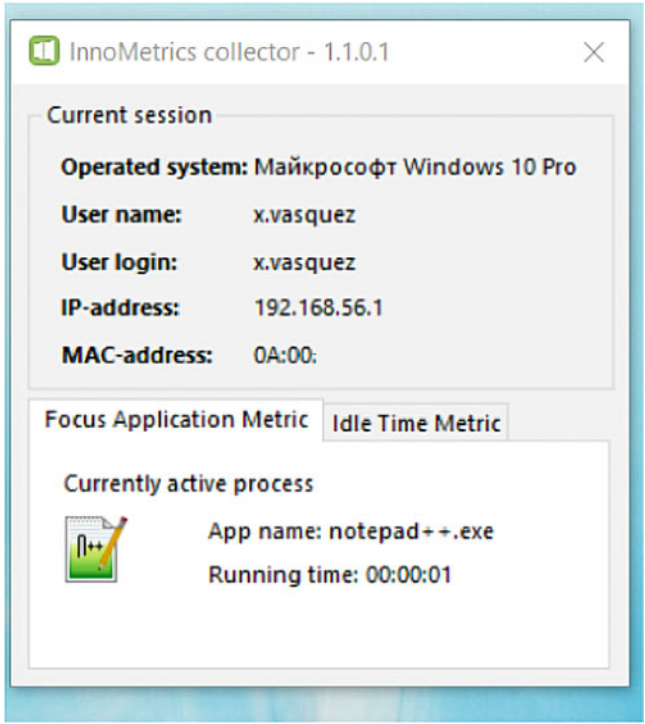 InnoMetrics collector - 1.1.0.1
Current session
Operated system: Майкрософт Windows 10 Pro
User name: x.vasquez
User login: x.vasquez
IP-address: 192.168.56.1
MAC-address: 0A:00:
Focus Application Metric Idle Time Metric
Currently active process
App name: notepad++.exe
Running time: 00:00:01